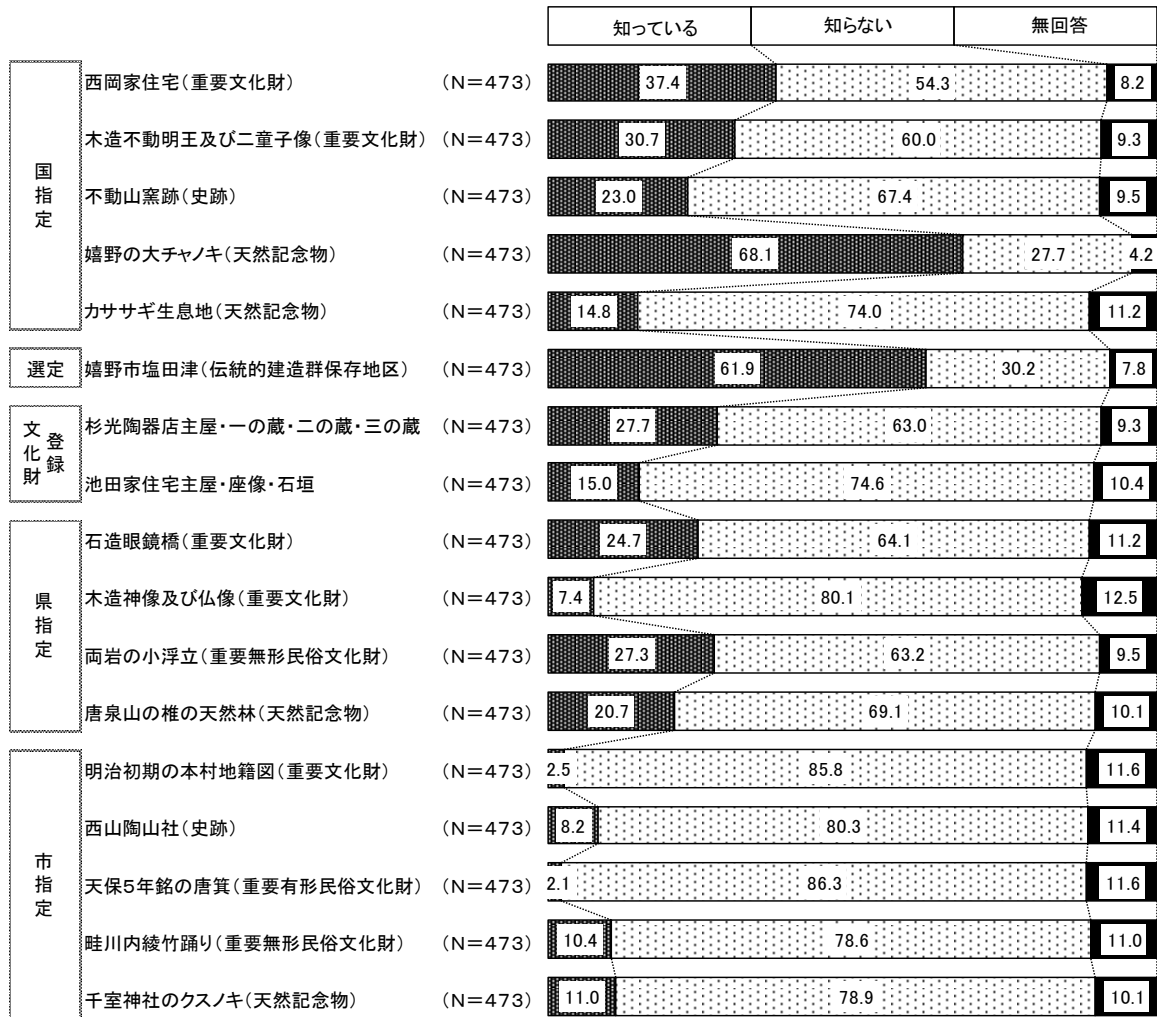 知っている 知らない 無回答
国指定
西岡家住宅(重要文化財) (N=473) 37.4 54.3 8.2
木造不動明王及び二童子像(重要文化財) (N=473) 30.7 60.0 9.3
不動山窯跡(史跡) (N=473) 23.0 67.4 9.5
嬉野の大チャノキ(天然記念物) (N=473) 68.1 27.7 4.2
カササギ生息地(天然記念物) (N=473) 14.8 74.0 11.2
選定
嬉野市塩田津(伝統的建造群保存地区) (N=473) 61.9 30.2 7.8
登録文化財
杉光陶器店主屋・一の蔵・二の蔵・三の蔵 (N=473) 27.7 63.0 9.3
池田家住宅主屋・座像・石垣 (N=473) 15.0 74.6 10.4
県指定
石造眼鏡橋(重要文化財) (N=473) 24.7 64.1 11.2
木造神像及び仏像(重要文化財) (N=473) 7.4 80.1 12.5
両岩の小浮立(重要無形民俗文化財) (N=473) 27.3 63.2 9.5
唐泉山の椎の天然林(天然記念物) (N=473) 20.7 69.1 10.1
市指定
明治初期の本村地籍図(重要文化財) (N=473) 2.5 85.8 11.6
西山陶山社(史跡) (N=473) 8.2 80.3 11.4
天保5年銘の唐箕(重要有形民俗文化財) (N=473) 2.1 86.3 11.6
畦川内綾竹踊り(重要無形民俗文化財) (N=473) 10.4 78.6 11.0
千室神社のクスノキ(天然記念物) (N=473) 11.0 78.9 10.1